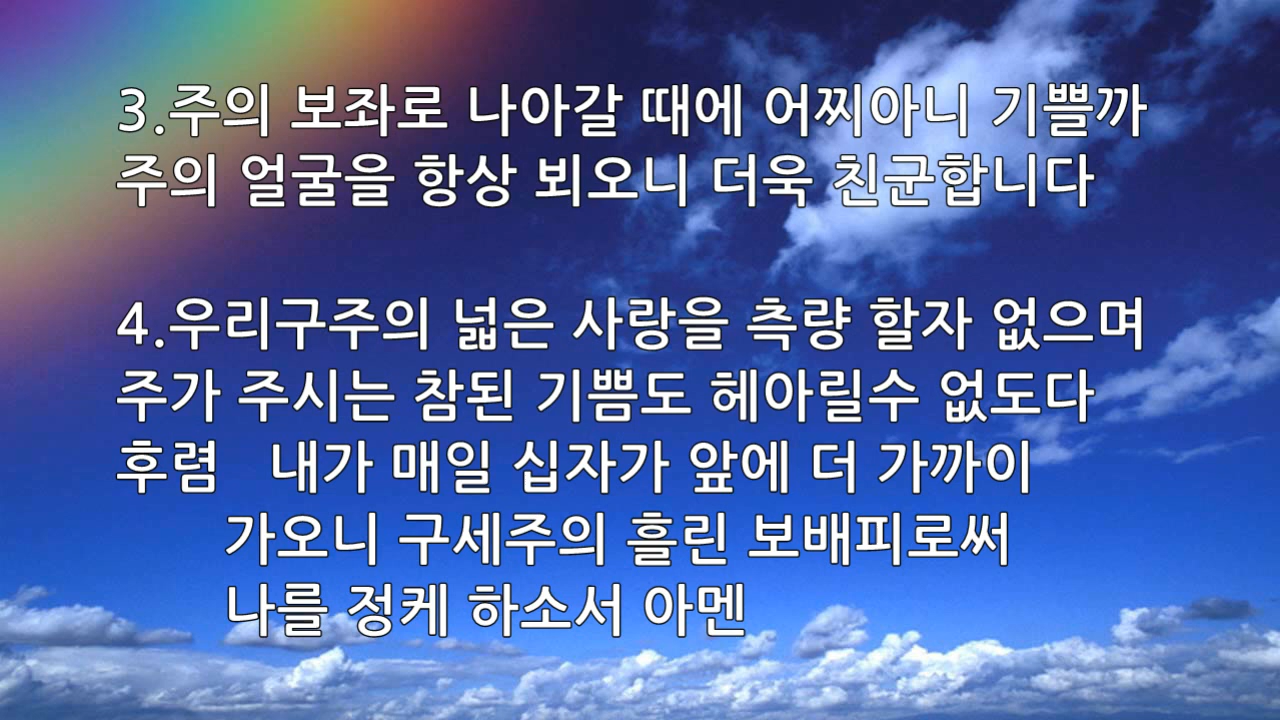 3.주의 보좌로 나아갈 때에 어찌아니 기쁠까
주의 얼굴을 항상 뵈오니 더욱 친군합니다
4.우리구주의 넓은 사랑을 측량 할자 없으며
주가 주시는 참된 기쁨도 헤아릴수 없도다
후렴 내가 매일 십자가 앞에 더 가까이
가오니 구세주의 흘린 보배피로써
나를 정케 하소서 아멘